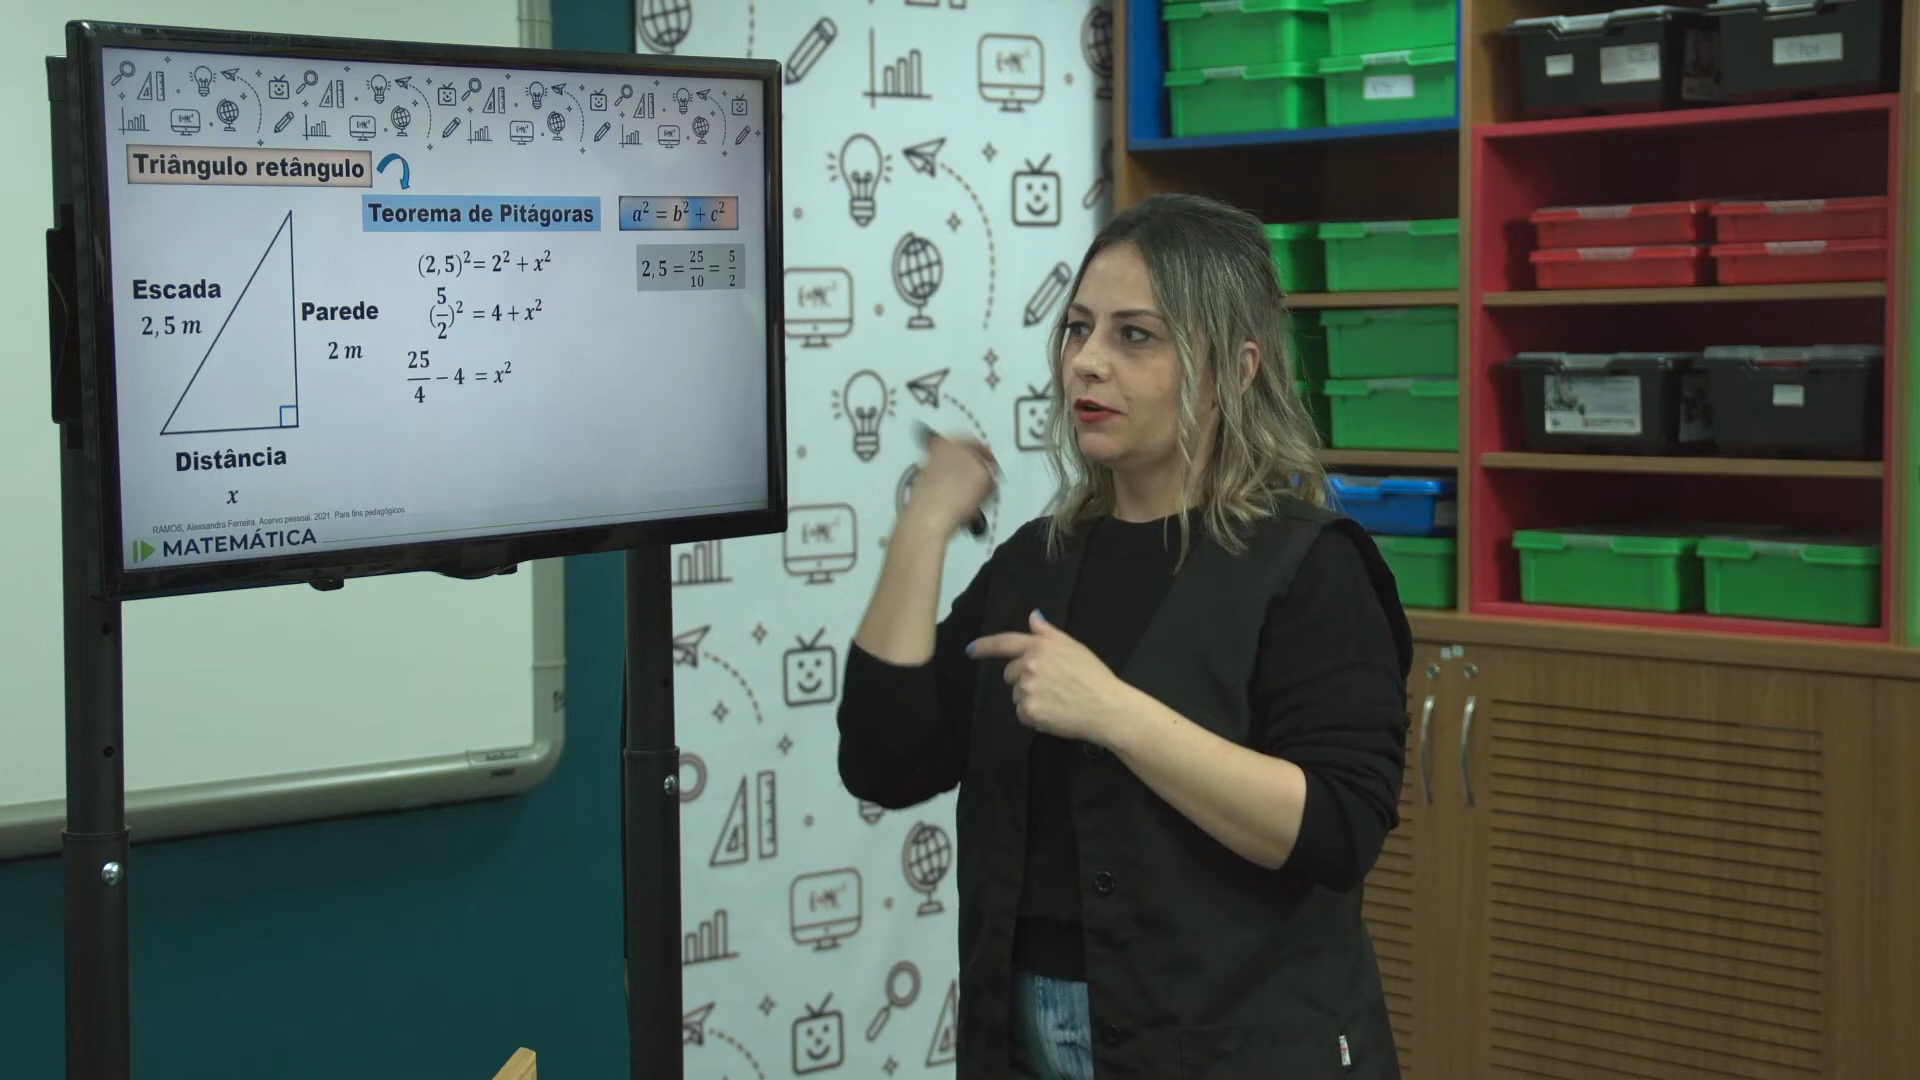 Triângulo retângulo
Teorema de Pitágoras
a² = b² + c²
(2,5)² = 2² + x²
2,5 = 25/10 = 5/2
Escada
2,5 m
(5/2)² = 4 + x²
Parede
2 m
25/4 − 4 = x²
Distância
x
RAMOS, Alessandra Ferreira. Acervo pessoal. 2021. Para fins pedagógicos.
MATEMÁTICA